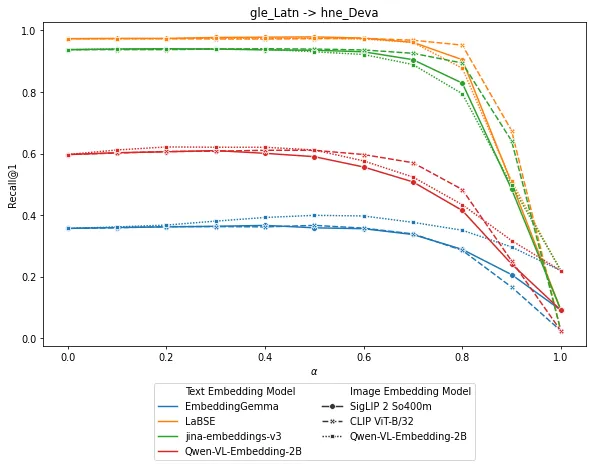 gle_Latn -> hne_Deva
1.0
0.8
0.6
0.4
0.2
0.0
Recall@1
0.0 0.2 0.4 0.6 0.8 1.0
α
Text Embedding Model
EmbeddingGemma
LaBSE
jina-embeddings-v3
Qwen-VL-Embedding-2B
Image Embedding Model
SigLIP 2 So400m
CLIP ViT-B/32
Qwen-VL-Embedding-2B